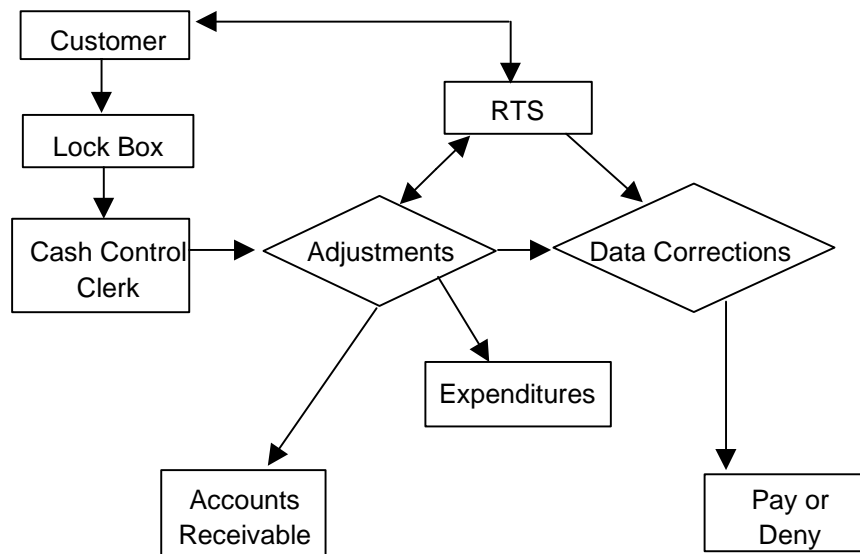 Customer
RTS
Lock Box
Cash Control
Clerk
Adjustments
Data Corrections
Expenditures
Accounts
Receivable
Pay or
Deny